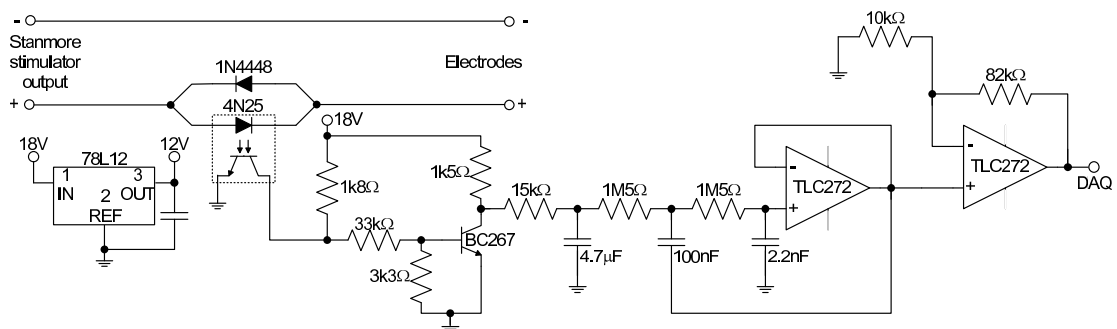 - -
Stanmore
stimulator
output
Electrodes
1N4448
+ +
4N25
18V 12V
78L12
1 3
IN OUT
2
REF
18V
1k8Ω
1k5Ω
33kΩ
3k3Ω
BC267
15kΩ
1M5Ω
1M5Ω
4.7µF
100nF
2.2nF
-
+
TLC272
10kΩ
82kΩ
-
+
TLC272
DAQ